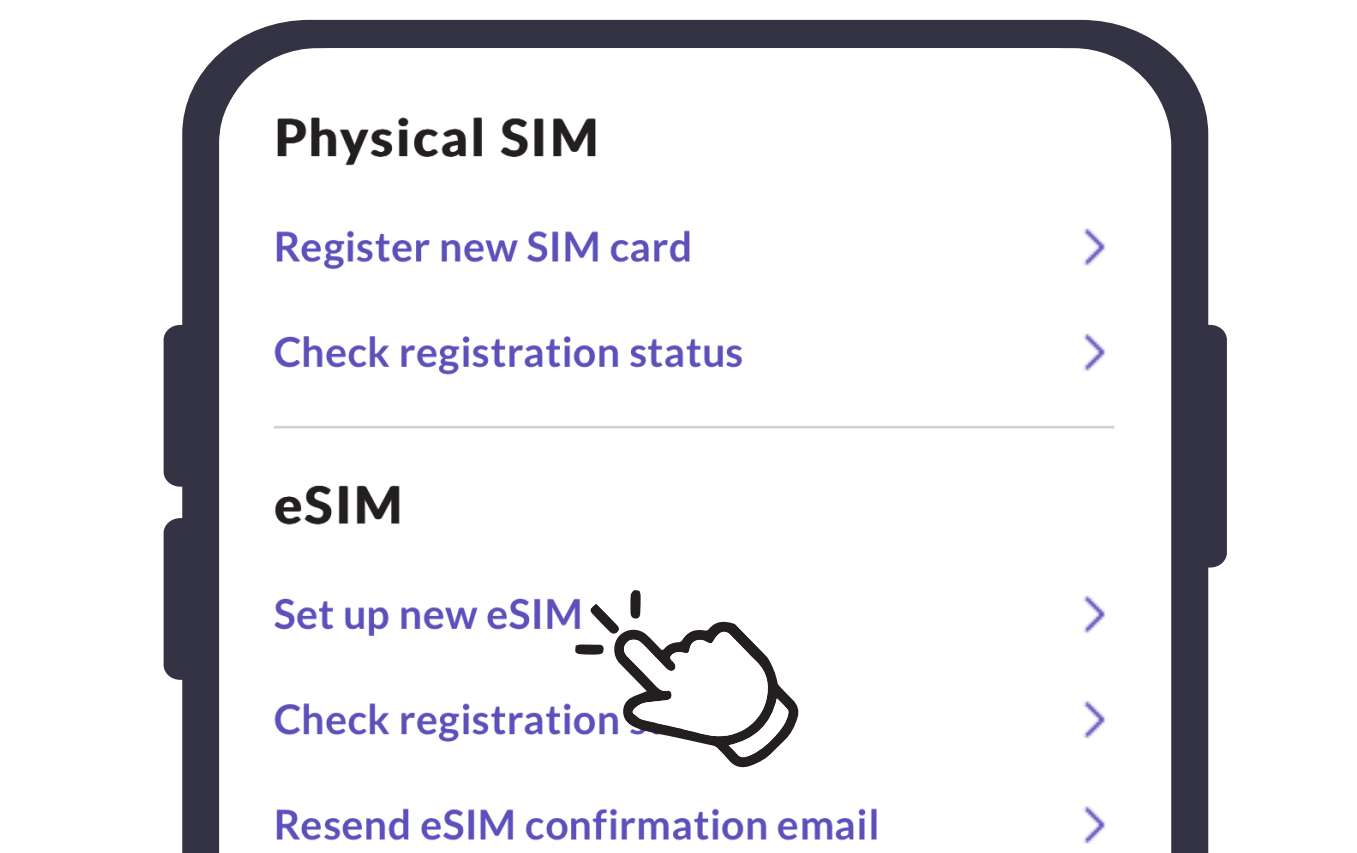 Physical SIM
Register new SIM card
Check registration status
eSIM
Set up new eSIM
Check registration
Resend eSIM confirmation email